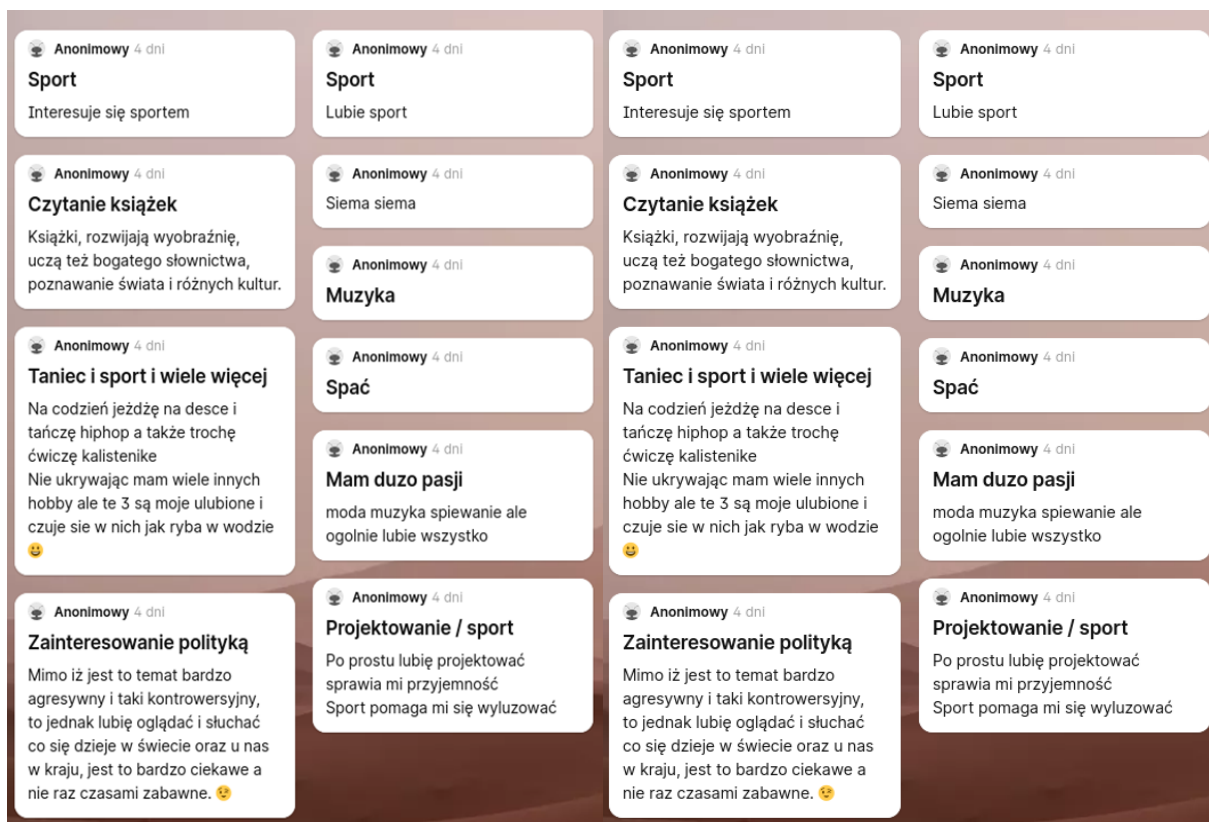 Anonimowy 4 dni
Sport
Interesuje się sportem
Anonimowy 4 dni
Czytanie książek
Książki, rozwijają wyobraźnię,
uczą też bogatego słownictwa,
poznawanie świata i różnych kultur.
Anonimowy 4 dni
Taniec i sport i wiele więcej
Na codzień jeżdżę na desce i
tańczę hiphop a także trochę
ćwiczę kalistenike
Nie ukrywając mam wiele innych
hobby ale te 3 są moje ulubione i
czuje sie w nich jak ryba w wodzie
😀
Anonimowy 4 dni
Zainteresowanie polityką
Mimo iż jest to temat bardzo
agresywny i taki kontrowersyjny,
to jednak lubię oglądać i słuchać
co się dzieje w świecie oraz u nas
w kraju, jest to bardzo ciekawe a
nie raz czasami zabawne. 😉
Anonimowy 4 dni
Sport
Lubie sport
Anonimowy 4 dni
Siema siema
Anonimowy 4 dni
Muzyka
Anonimowy 4 dni
Spać
Anonimowy 4 dni
Mam duzo pasji
moda muzyka spiewanie ale
ogolnie lubie wszystko
Anonimowy 4 dni
Projektowanie / sport
Po prostu lubię projektować
sprawia mi przyjemność
Sport pomaga mi się wyluzować
Anonimowy 4 dni
Sport
Interesuje się sportem
Anonimowy 4 dni
Czytanie książek
Książki, rozwijają wyobraźnię,
uczą też bogatego słownictwa,
poznawanie świata i różnych kultur.
Anonimowy 4 dni
Taniec i sport i wiele więcej
Na codzień jeżdżę na desce i
tańczę hiphop a także trochę
ćwiczę kalistenike
Nie ukrywając mam wiele innych
hobby ale te 3 są moje ulubione i
czuje sie w nich jak ryba w wodzie
😀
Anonimowy 4 dni
Zainteresowanie polityką
Mimo iż jest to temat bardzo
agresywny i taki kontrowersyjny,
to jednak lubię oglądać i słuchać
co się dzieje w świecie oraz u nas
w kraju, jest to bardzo ciekawe a
nie raz czasami zabawne. 😉
Anonimowy 4 dni
Sport
Lubie sport
Anonimowy 4 dni
Siema siema
Anonimowy 4 dni
Muzyka
Anonimowy 4 dni
Spać
Anonimowy 4 dni
Mam duzo pasji
moda muzyka spiewanie ale
ogolnie lubie wszystko
Anonimowy 4 dni
Projektowanie / sport
Po prostu lubię projektować
sprawia mi przyjemność
Sport pomaga mi się wyluzować